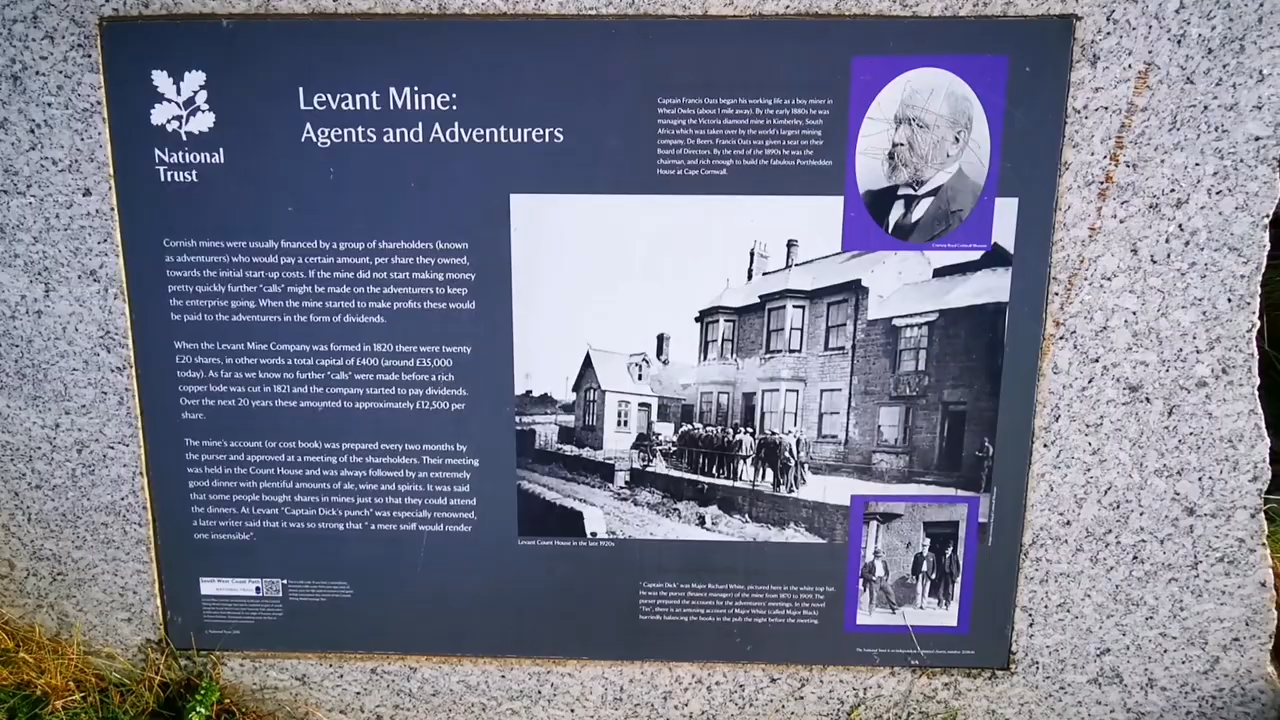 National
Trust
Levant Mine:
Agents and Adventurers
Captain Francis Oats began his working life as a boy miner in
Wheal Owles (about 1 mile away). By the early 1880s he was
managing the Victoria diamond mine in Kimberley, South
Africa which was taken over by the world's largest mining
company, De Beers. Francis Oats was given a seat on their
Board of Directors. By the end of the 1890s he was the
chairman, and rich enough to build the fabulous Porthledden
House at Cape Cornwall.
Courtesy Royal Cornwall Museum
Cornish mines were usually financed by a group of shareholders (known
as adventurers) who would pay a certain amount, per share they owned,
towards the initial start-up costs. If the mine did not start making money
pretty quickly further "calls" might be made on the adventurers to keep
the enterprise going. When the mine started to make profits these would
be paid to the adventurers in the form of dividends.
When the Levant Mine Company was formed in 1820 there were twenty
£20 shares, in other words a total capital of £400 (around £35,000
today). As far as we know no further "calls" were made before a rich
copper lode was cut in 1821 and the company started to pay dividends.
Over the next 20 years these amounted to approximately £12,500 per
share.
The mine's account (or cost book) was prepared every two months by
the purser and approved at a meeting of the shareholders. Their meeting
was held in the Count House and was always followed by an extremely
good dinner with plentiful amounts of ale, wine and spirits. It was said
that some people bought shares in mines just so that they could attend
the dinners. At Levant "Captain Dick's punch" was especially renowned,
a later writer said that it was so strong that " a mere sniff would render
one insensible".
Levant Count House in the late 1920s
" Captain Dick" was Major Richard White, pictured here in the white top hat.
He was the purser (finance manager) of the mine from 1870 to 1909. The
purser prepared the accounts for the adventurers' meetings. In the novel
"Tin", there is an amusing account of Major White (called Major Black)
hurriedly balancing the books in the pub the night before the meeting.
South West Coast Path
© National Trust
The National Trust is an independent registered charity, number